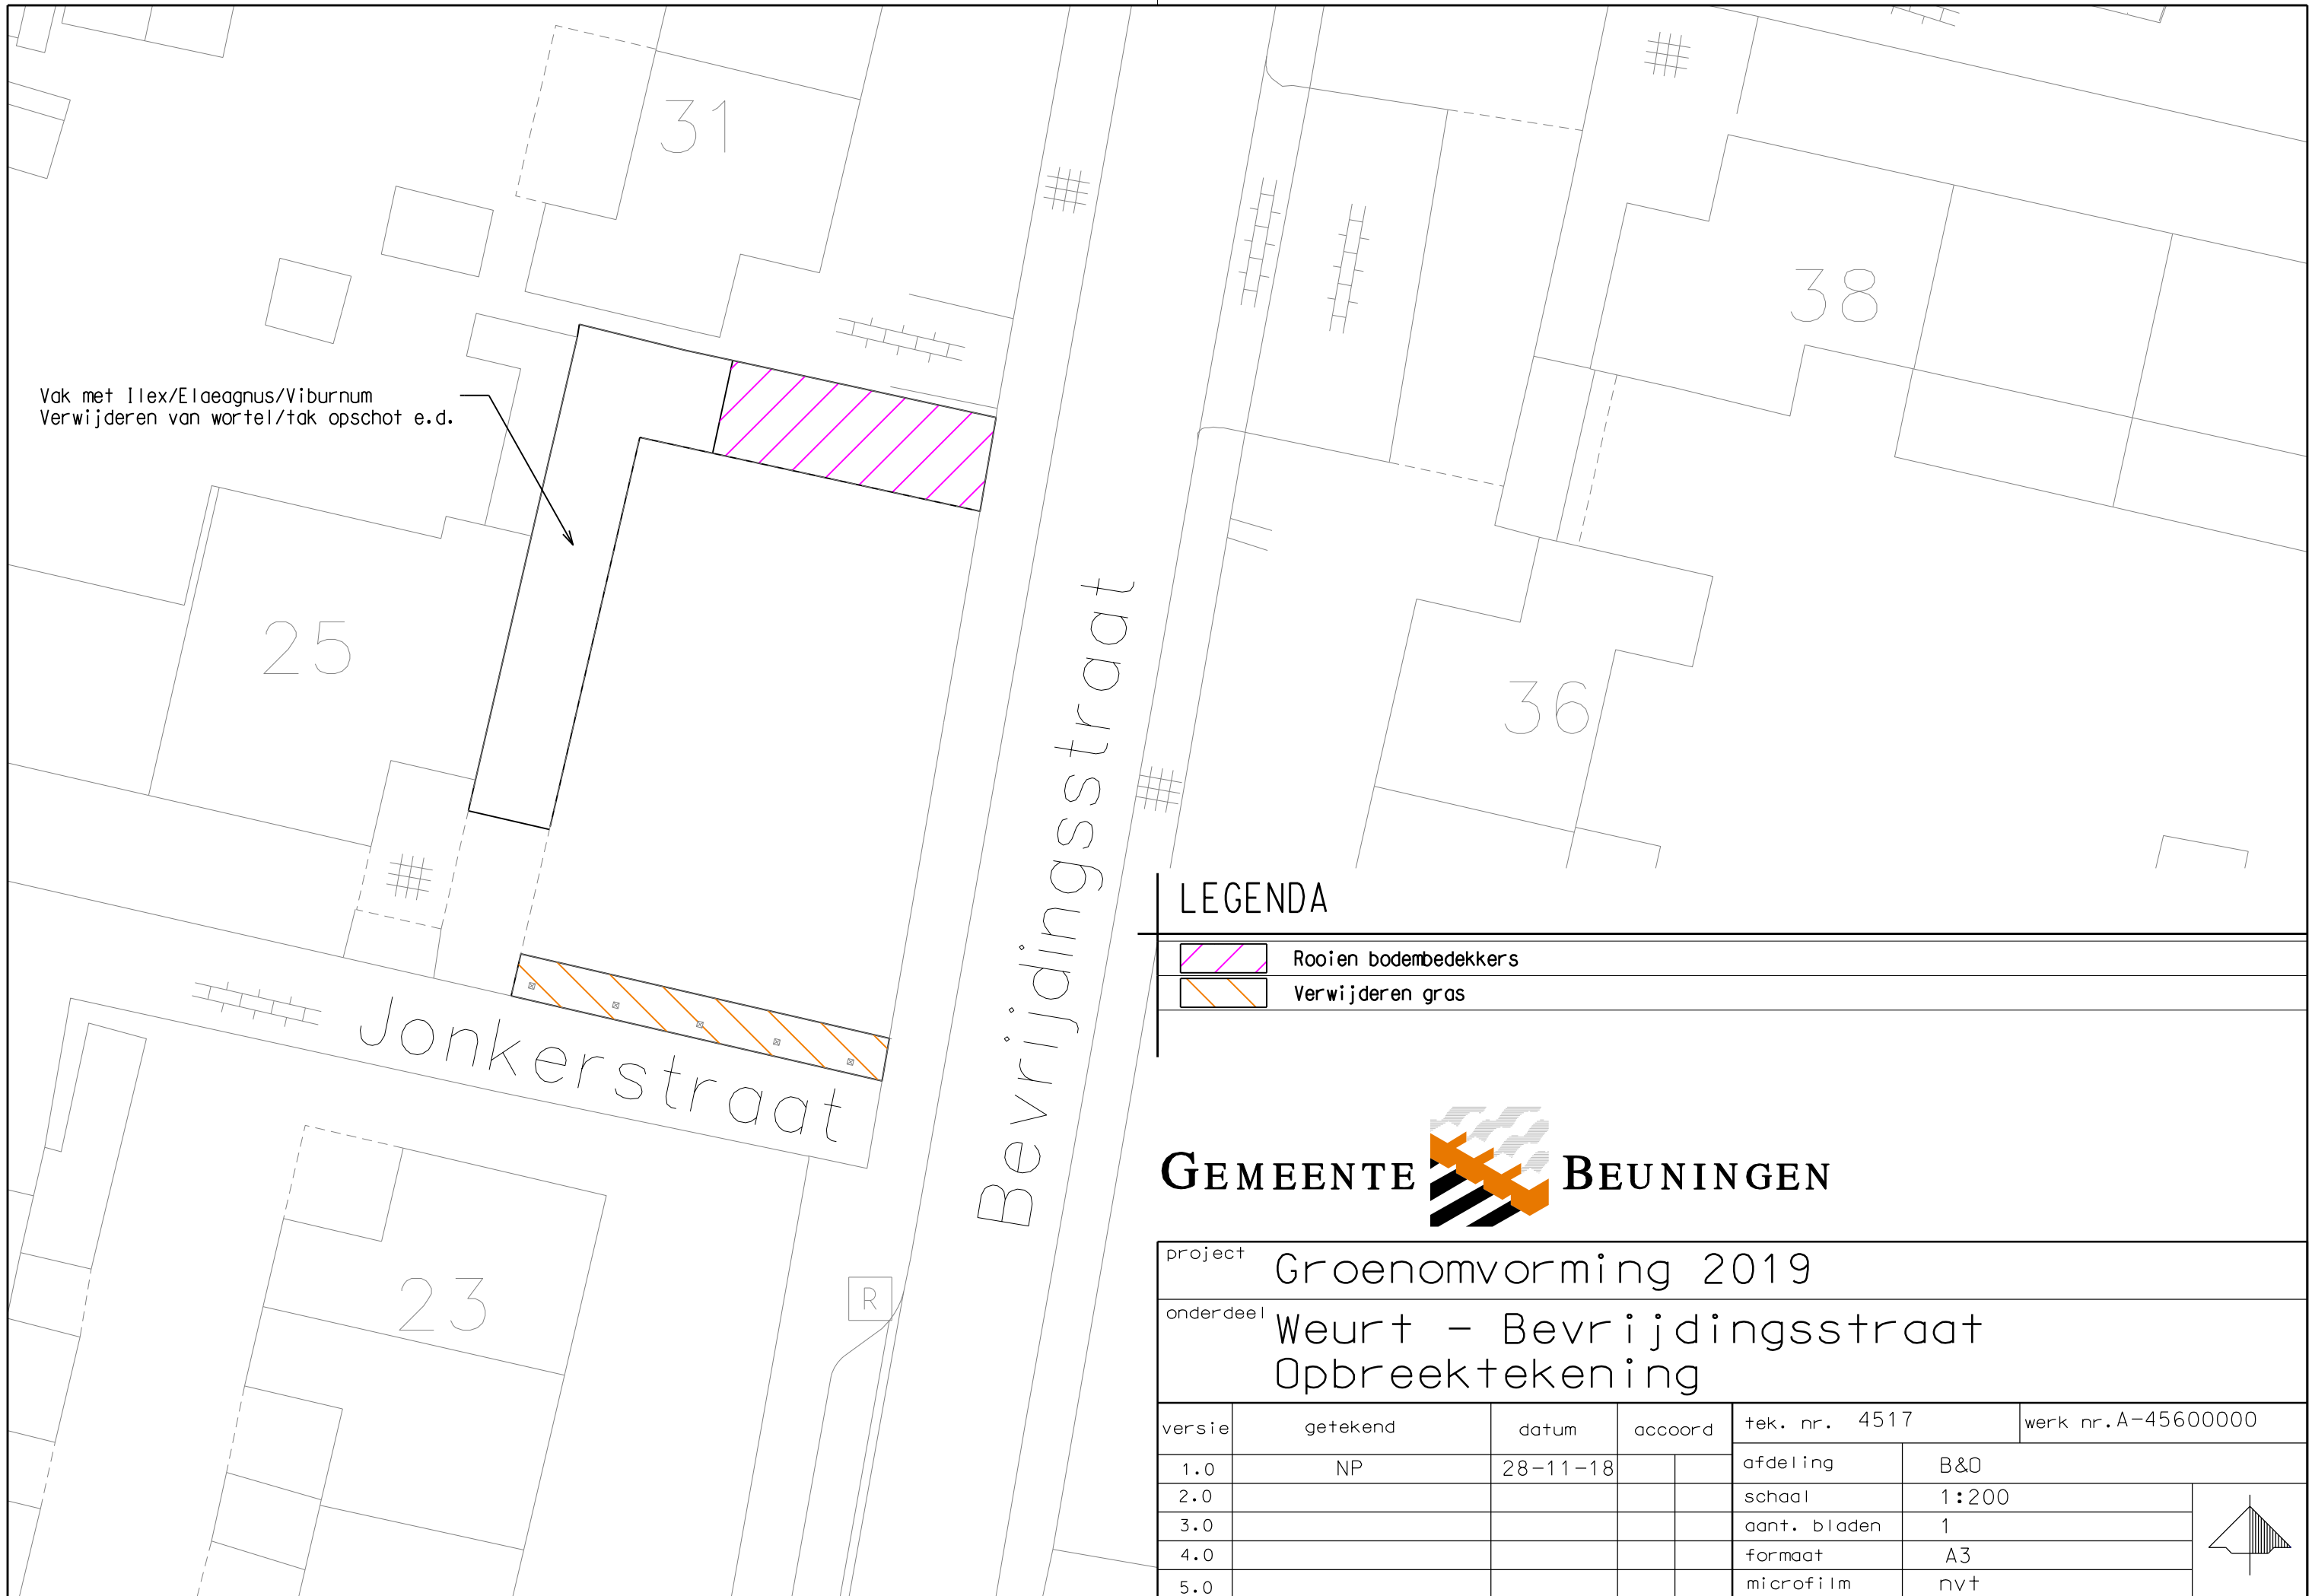 31
38
Vak met Ilex/Elaeagnus/Viburnum
Verwijderen van wortel/tak opschot e.d.
25
36
Bevrijdingsstraat
Jonkerstraat
23
R
LEGENDA
Rooien bodembedekkers
Verwijderen gras
GEMEENTE BEUNINGEN
project Groenomvorming 2019
onderdeel Weurt - Bevrijdingsstraat
Opbreektekening
versie getekend datum accoord tek. nr. 4517 werk nr. A-45600000
1.0 NP 28-11-18 afdeling B&O
2.0 schaal 1:200
3.0 aant. bladen 1
4.0 formaat A3
5.0 microfilm nvt